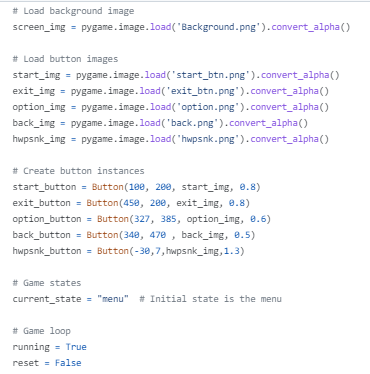 # Load background image
screen_img = pygame.image.load('Background.png').convert_alpha()
# Load button images
start_img = pygame.image.load('start_btn.png').convert_alpha()
exit_img = pygame.image.load('exit_btn.png').convert_alpha()
option_img = pygame.image.load('option.png').convert_alpha()
back_img = pygame.image.load('back.png').convert_alpha()
hwpsnk_img = pygame.image.load('hwpsnk.png').convert_alpha()
# Create button instances
start_button = Button(100, 200, start_img, 0.8)
exit_button = Button(450, 200, exit_img, 0.8)
option_button = Button(327, 385, option_img, 0.6)
back_button = Button(340, 470 , back_img, 0.5)
hwpsnk_button = Button(-30,7,hwpsnk_img,1.3)
# Game states
current_state = "menu"  # Initial state is the menu
# Game loop
running = True
reset = False